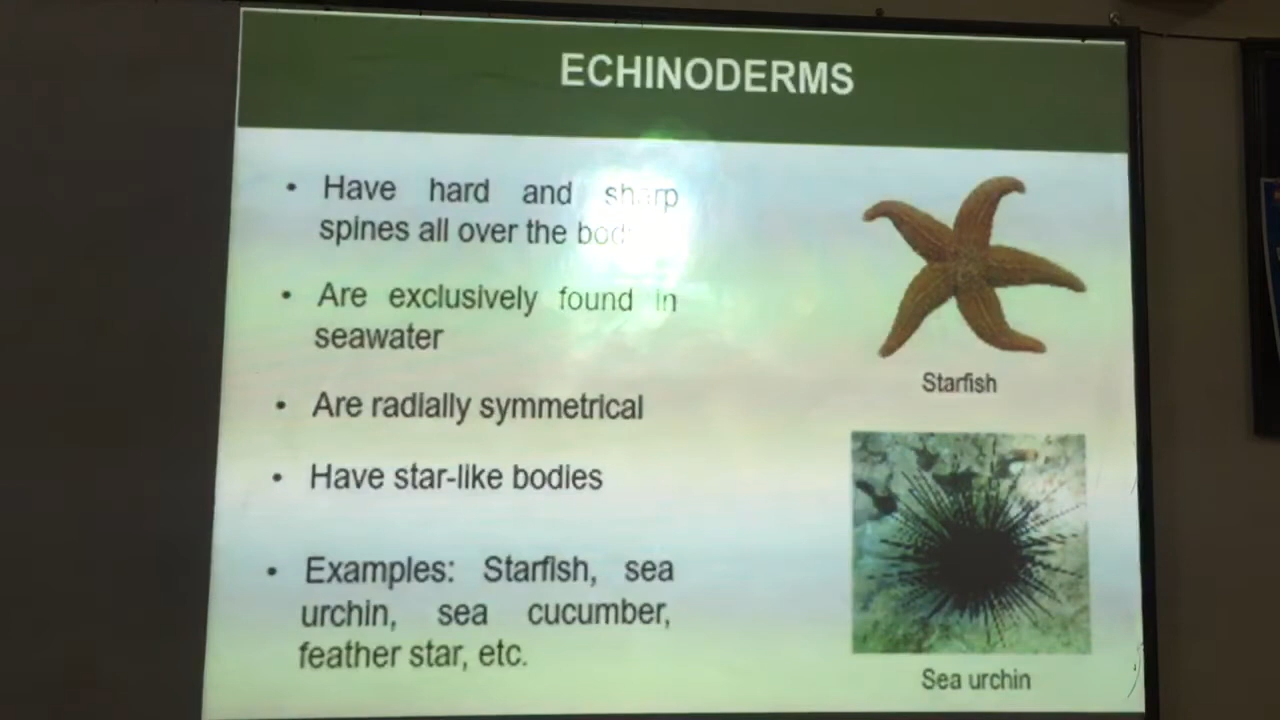 ECHINODERMS
• Have hard and sharp
spines all over the
• Are exclusively found in
seawater
• Are radially symmetrical
• Have star-like bodies
• Examples: Starfish, sea
urchin, sea cucumber,
feather star, etc.
Starfish
Sea urchin